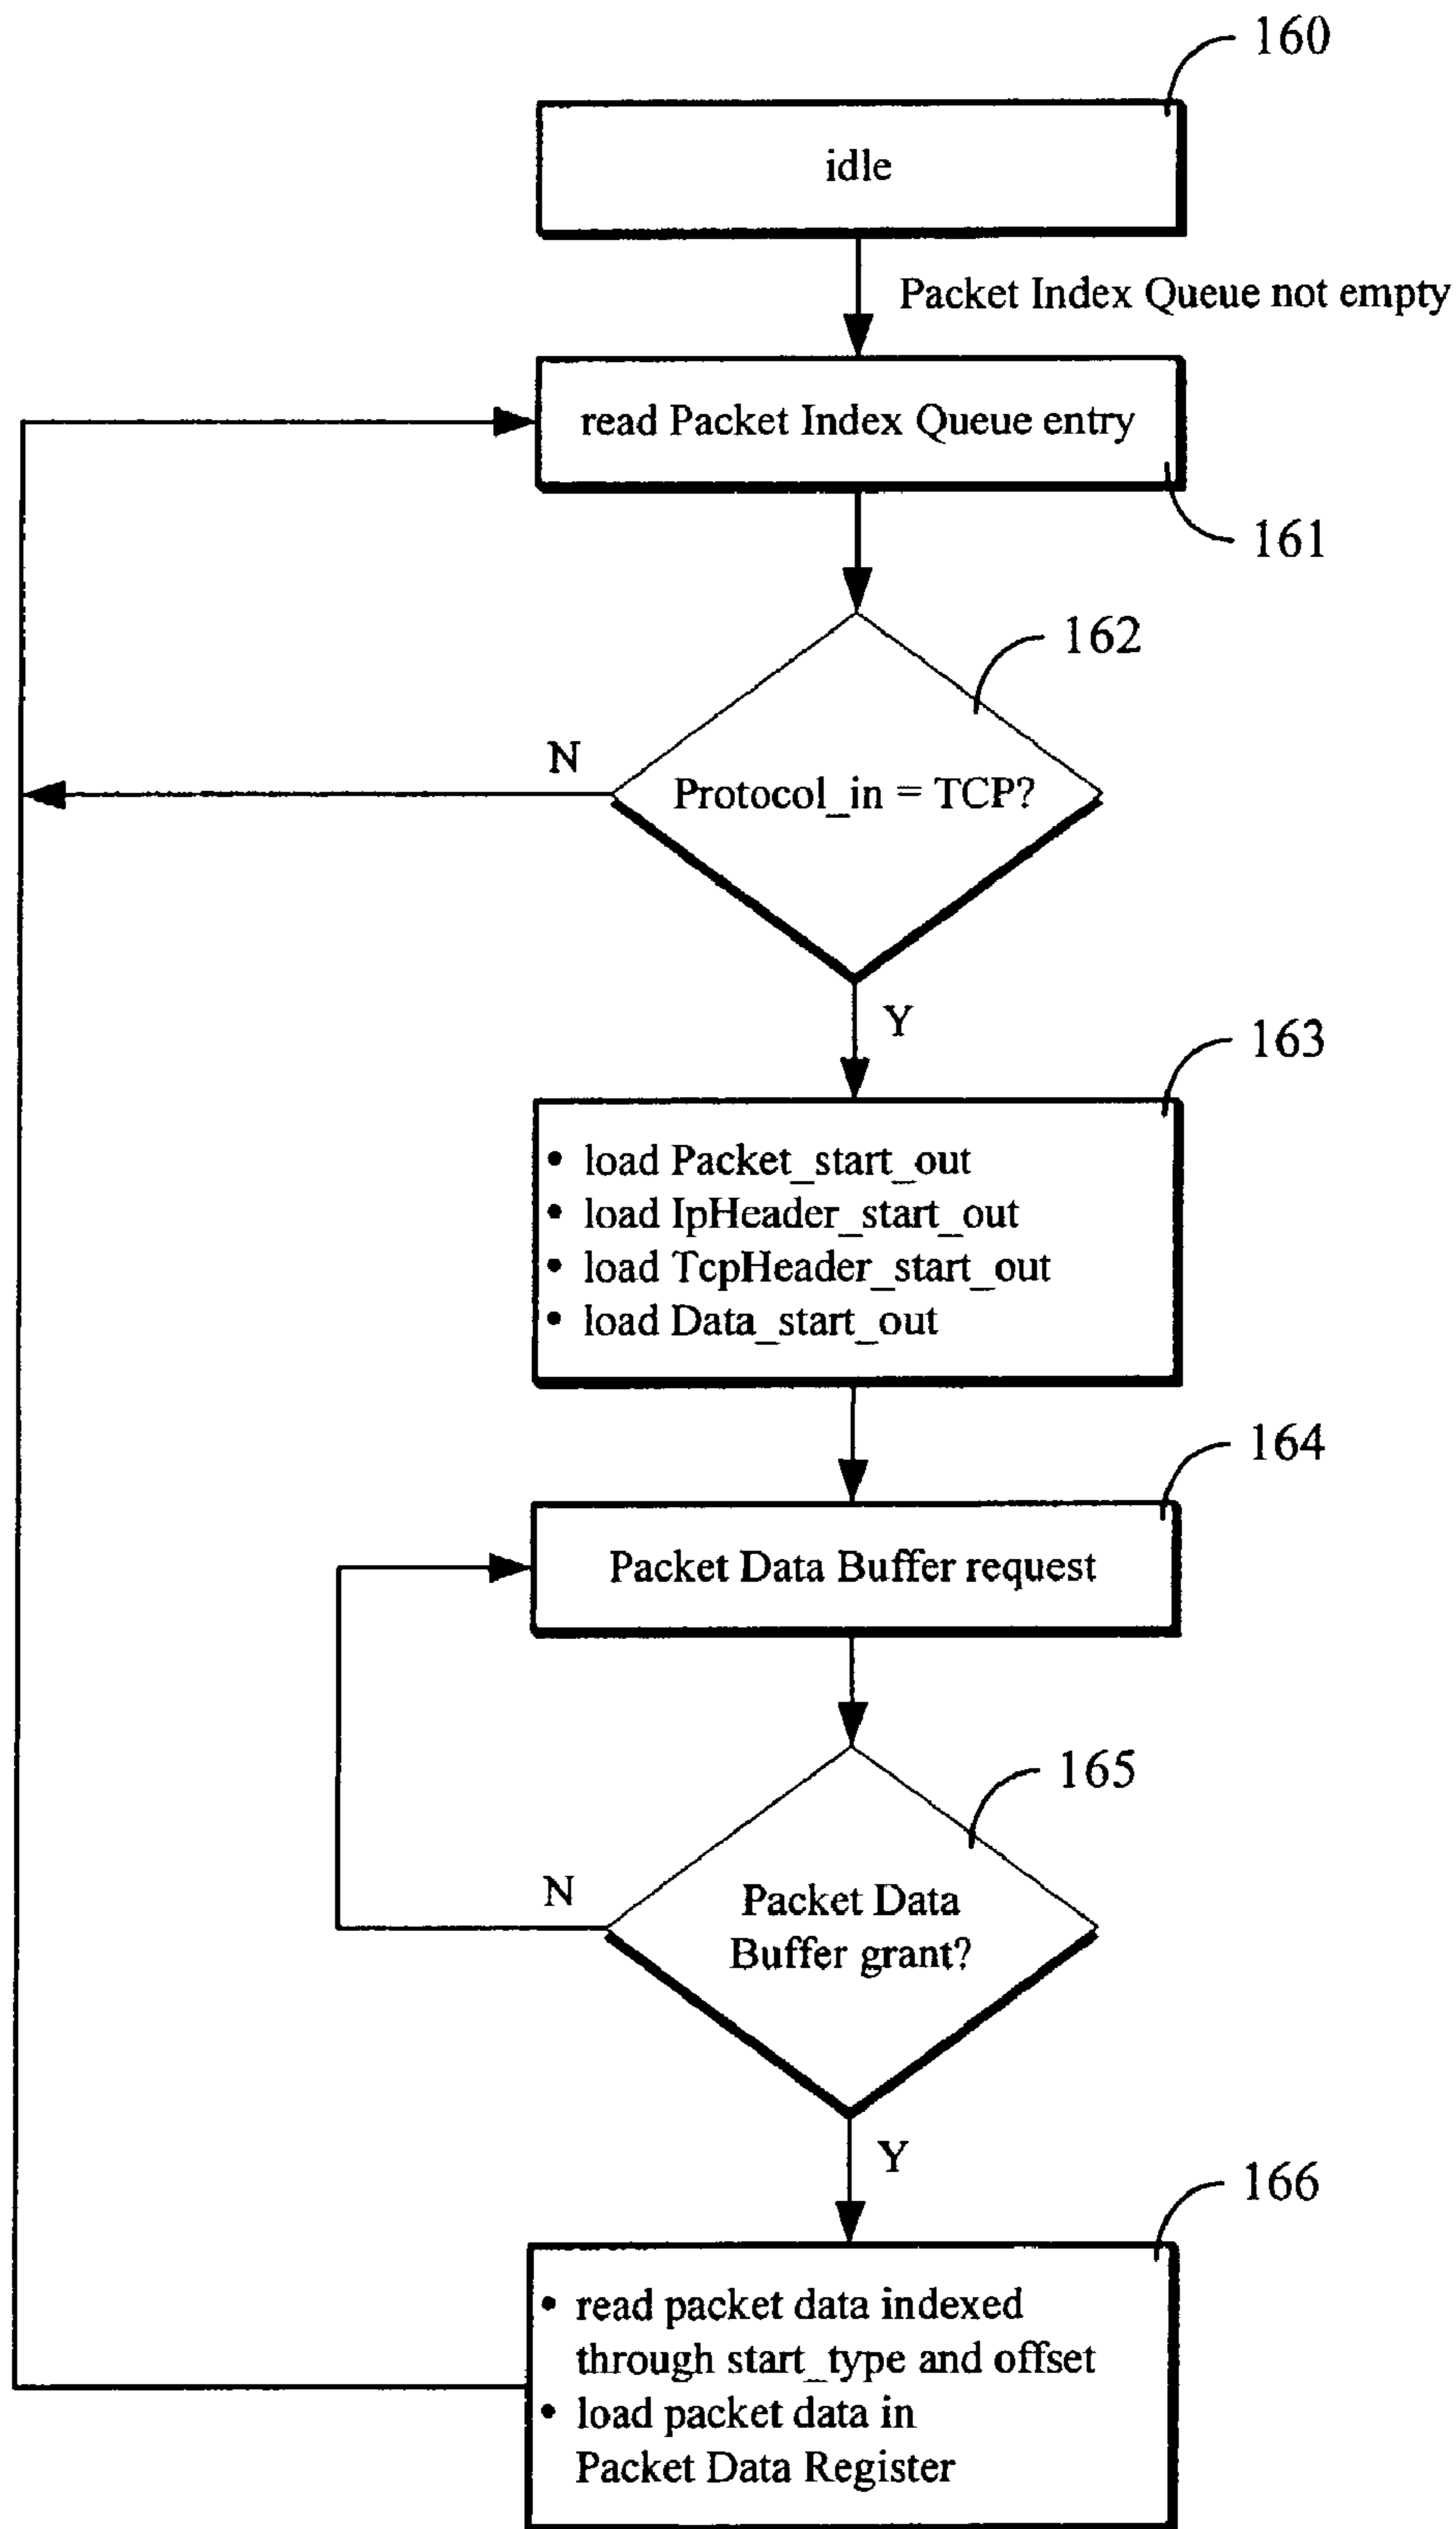 160
idle
Packet Index Queue not empty
read Packet Index Queue entry
161
162
N
Protocol_in = TCP?
Y
163
• load Packet_start_out
• load IpHeader_start_out
• load TcpHeader_start_out
• load Data_start_out
164
Packet Data Buffer request
165
N
Packet Data
Buffer grant?
Y
166
• read packet data indexed
through start_type and offset
• load packet data in
Packet Data Register